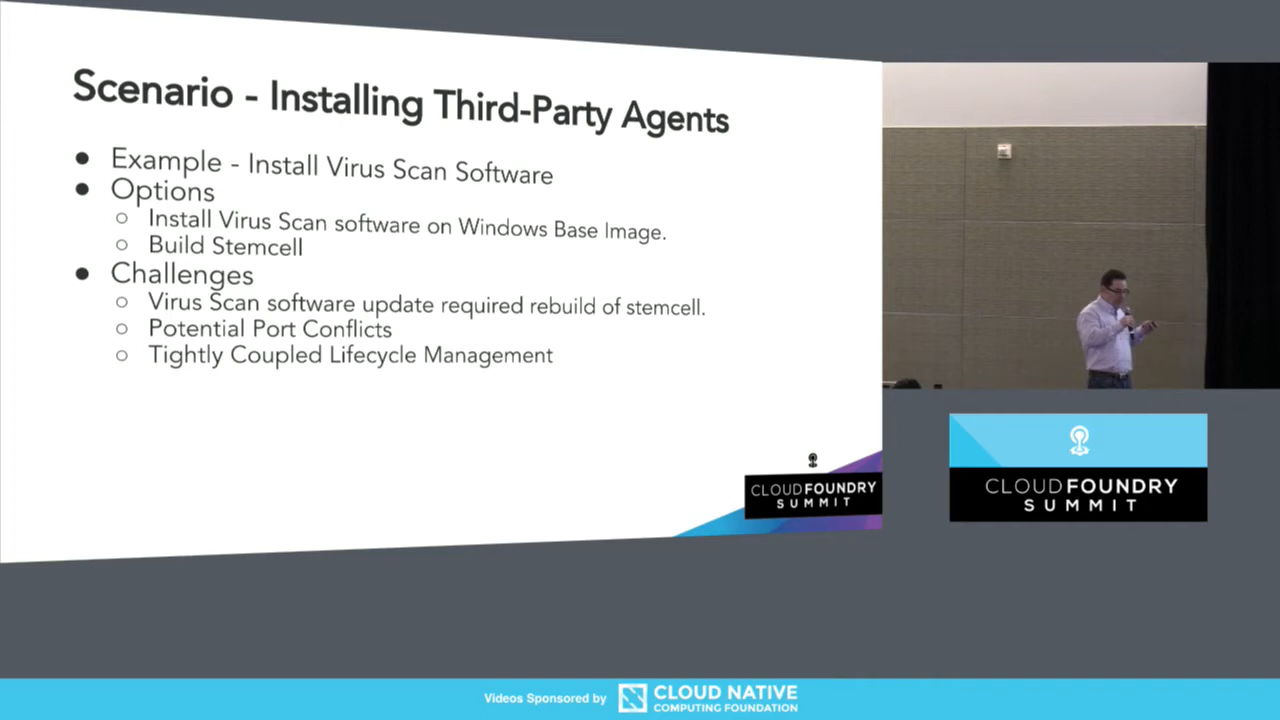 Scenario - Installing Third-Party Agents
Example - Install Virus Scan Software
Options
Install Virus Scan software on Windows Base Image.
Build Stemcell
Challenges
Virus Scan software update required rebuild of stemcell.
Potential Port Conflicts
Tightly Coupled Lifecycle Management
CLOUDFOUNDRY
SUMMIT
CLOUDFOUNDRY
SUMMIT
Videos Sponsored by
CLOUD NATIVE
COMPUTING FOUNDATION